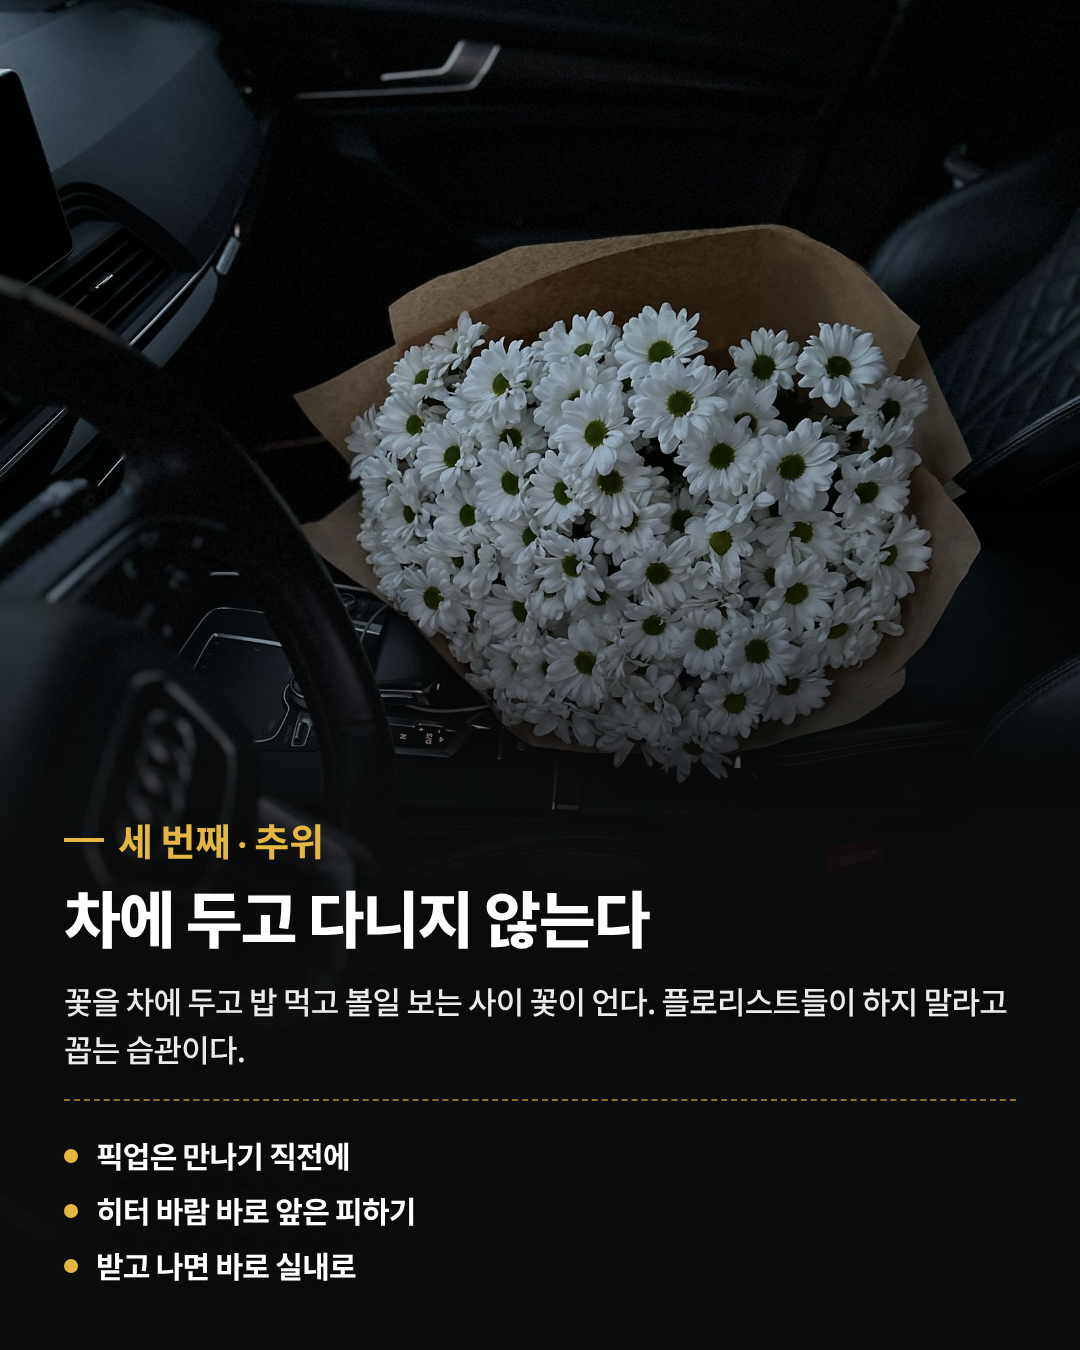 세 번째 · 추위
차에 두고 다니지 않는다
꽃을 차에 두고 밥 먹고 볼일 보는 사이 꽃이 언다. 플로리스트들이 하지 말라고
꼽는 습관이다.
픽업은 만나기 직전에
히터 바람 바로 앞은 피하기
받고 나면 바로 실내로
N
D/S